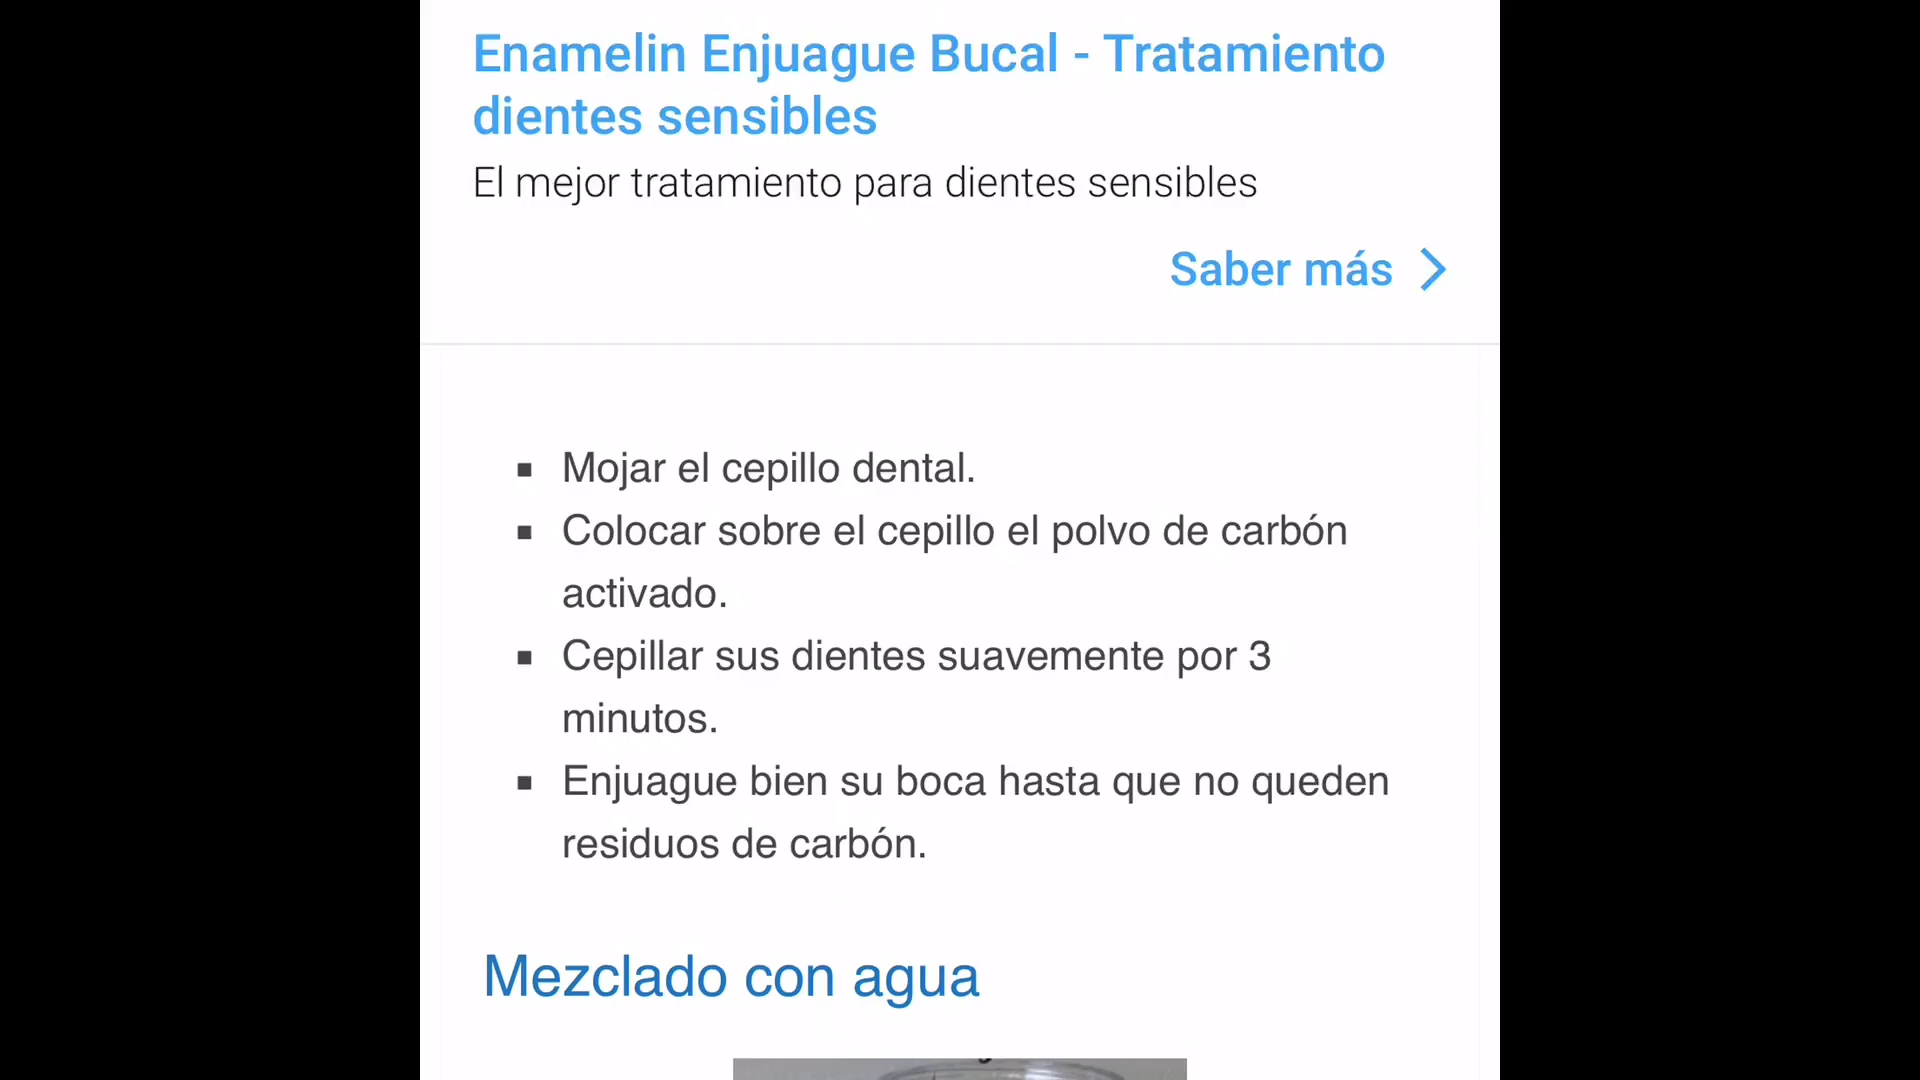 Enamelin Enjuague Bucal - Tratamiento
dientes sensibles
El mejor tratamiento para dientes sensibles
Saber más
Mojar el cepillo dental.
Colocar sobre el cepillo el polvo de carbón
activado.
Cepillar sus dientes suavemente por 3
minutos.
Enjuague bien su boca hasta que no queden
residuos de carbón.
Mezclado con agua